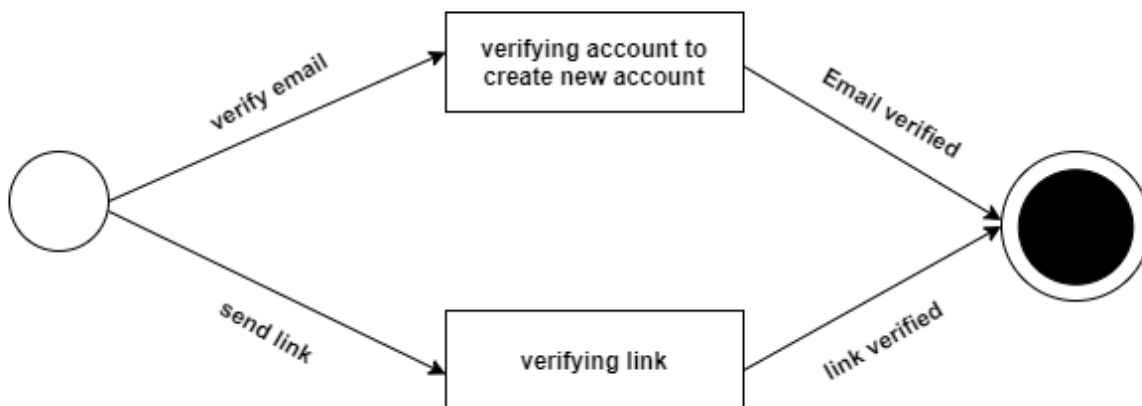 verify email
verifying account to
create new account
Email verified
send link
verifying link
link verified